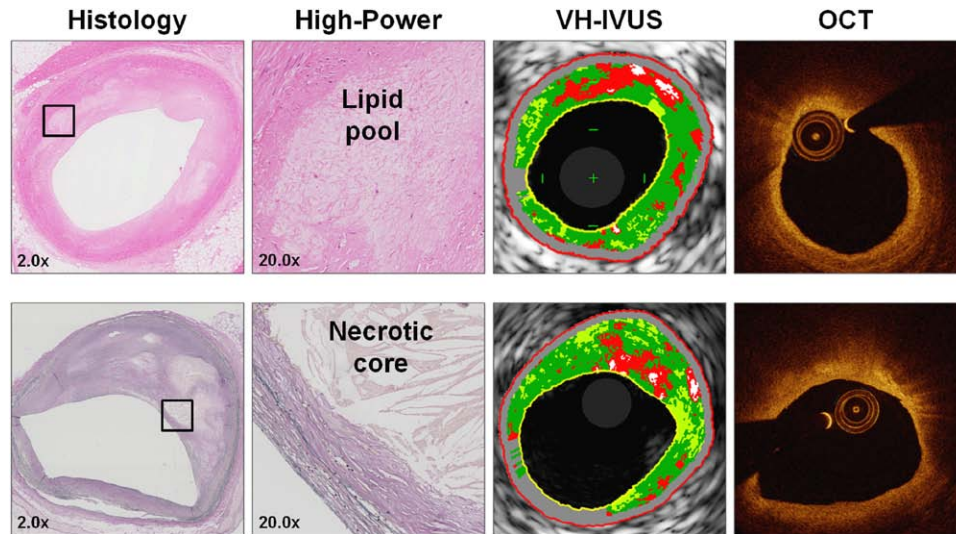 Histology
High-Power
VH-IVUS
OCT
Lipid
pool
2.0x
20.0x
Necrotic
core
2.0x
20.0x